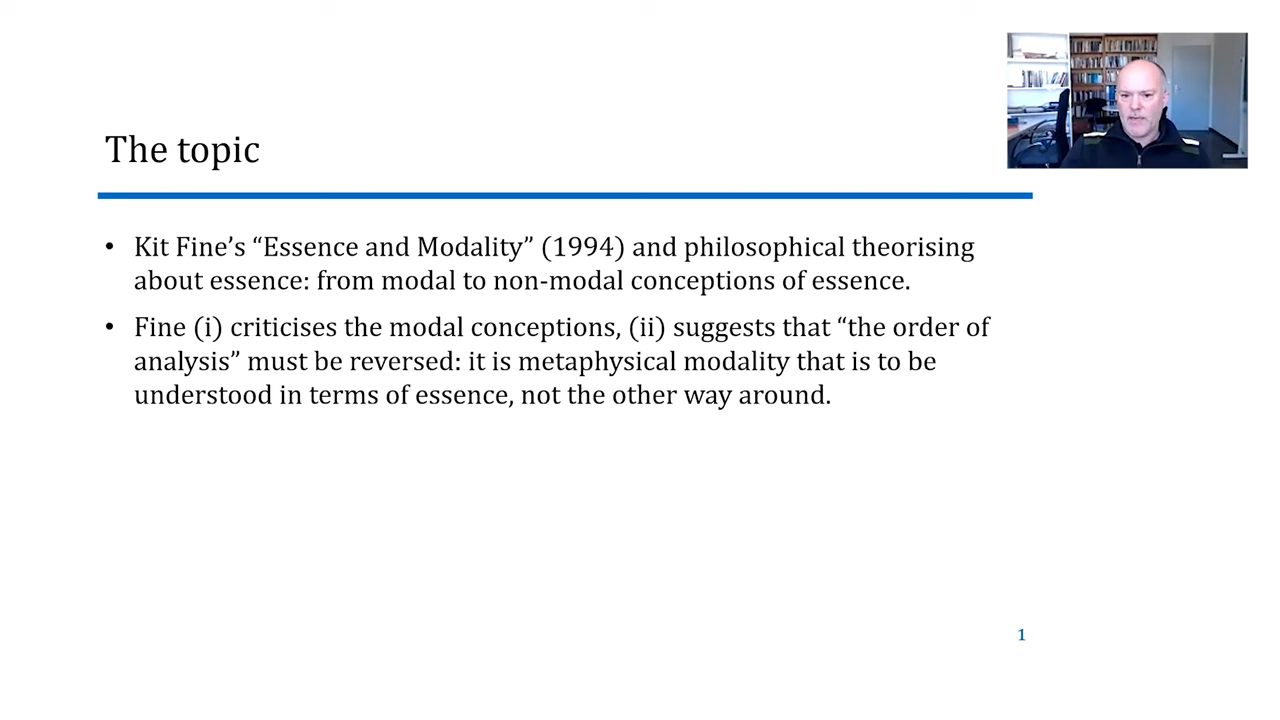 The topic
• Kit Fine’s “Essence and Modality” (1994) and philosophical theorising
about essence: from modal to non-modal conceptions of essence.
• Fine (i) criticises the modal conceptions, (ii) suggests that “the order of
analysis” must be reversed: it is metaphysical modality that is to be
understood in terms of essence, not the other way around.
1